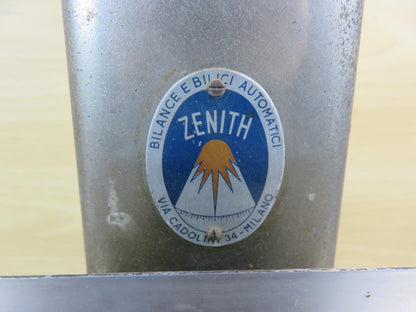 BILANCE E BILICI AUTOMATICI
ZENITH
VIA CADOLINI 34-MILANO